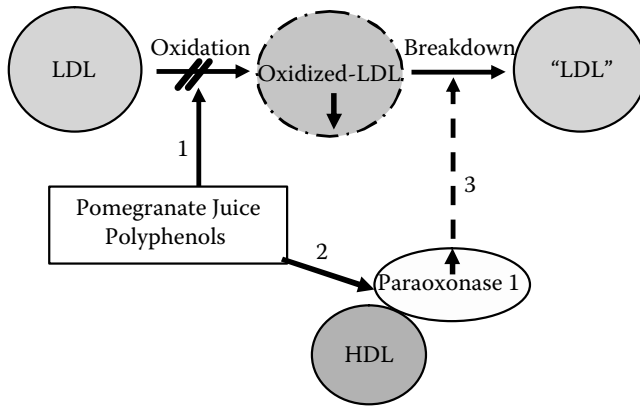 Oxidation
Breakdown
LDL
Oxidized-LDL
“LDL”
1
3
Pomegranate Juice
Polyphenols
2
Paraoxonase 1
HDL